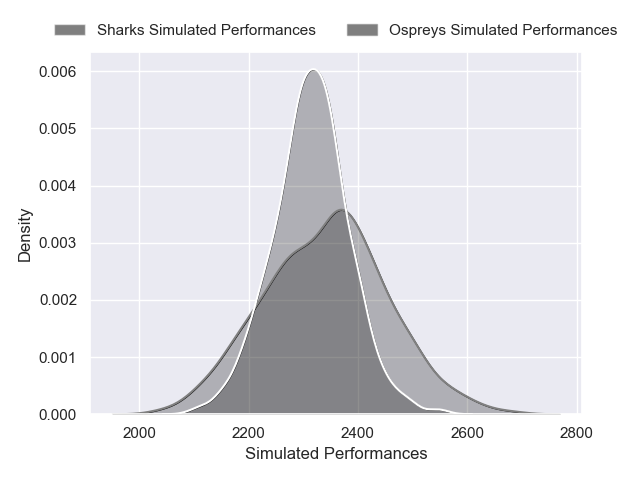 Sharks Simulated Performances Ospreys Simulated Performances
0.006
0.005
0.004
0.003
0.002
0.001
0.000
Density
2000 2200 2400 2600 2800
Simulated Performances